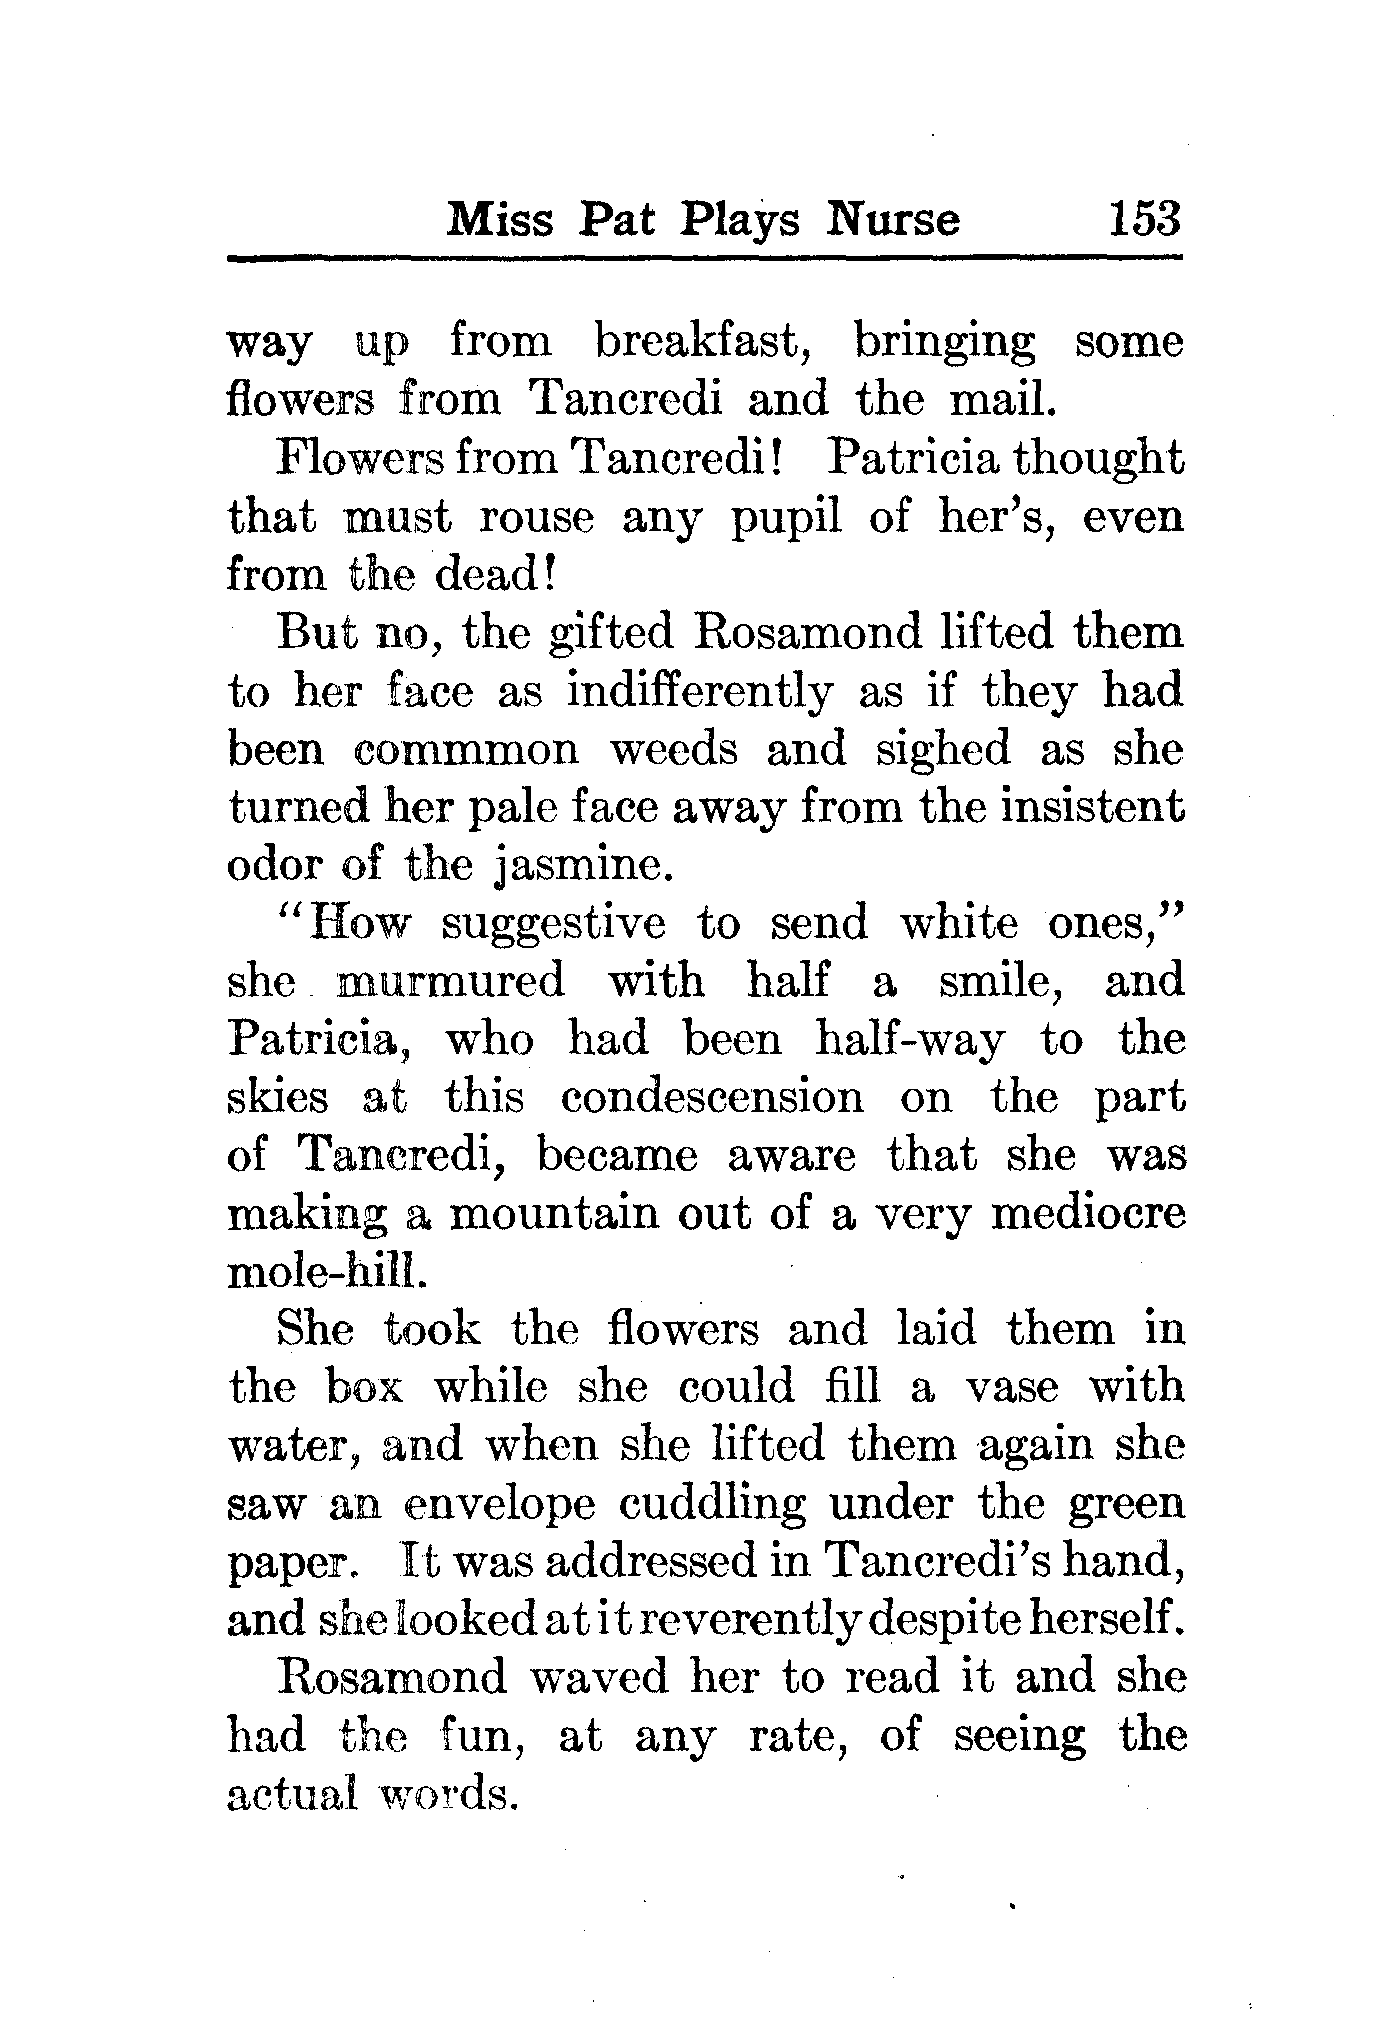 Miss Pat Plays Nurse 153
way up from breakfast, bringing some
flowers from Tancredi and the mail.
Flowers from Tancredi! Patricia thought
that must rouse any pupil of her's, even
from the dead!
But no, the gifted Rosamond lifted them
to her face as indifferently as if they had
been commmon weeds and sighed as she
turned her pale face away from the insistent
odor of the jasmine.
"How suggestive to send white ones,"
she murmured with half a smile, and
Patricia, who had been half-way to the
skies at this condescension on the part
of Tancredi, became aware that she was
making a mountain out of a very mediocre
mole-hill.
She took the flowers and laid them in
the box while she could fill a vase with
water, and when she lifted them again she
saw an envelope cuddling under the green
paper. It was addressed in Tancredi's hand,
and she looked at it reverently despite herself.
Rosamond waved her to read it and she
had the fun, at any rate, of seeing the
actual words.